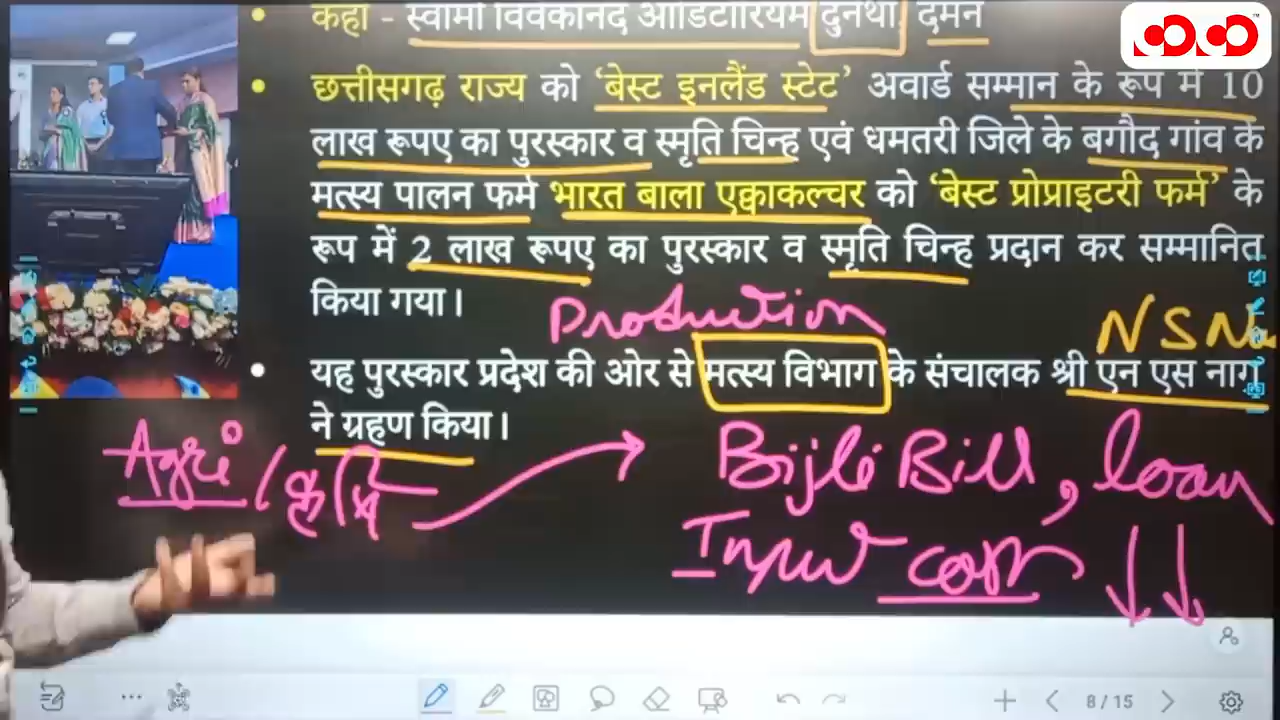 कहां - स्वामी विवेकानंद ऑडिटोरियम दुनेथा, दमन
छत्तीसगढ़ राज्य को ‘बेस्ट इनलैंड स्टेट’ अवार्ड सम्मान के रूप में 10
लाख रूपए का पुरस्कार व स्मृति चिन्ह एवं धमतरी जिले के बगौद गांव के
मत्स्य पालन फर्म भारत बाला एक्वाकल्चर को ‘बेस्ट प्रोप्राइटरी फर्म’ के
रूप में 2 लाख रूपए का पुरस्कार व स्मृति चिन्ह प्रदान कर सम्मानित
किया गया।
Production
NSN
यह पुरस्कार प्रदेश की ओर से मत्स्य विभाग के संचालक श्री एन एस नाग
ने ग्रहण किया।
Agri / कृषि
Bijli Bill, loan
Input cost
8 / 15